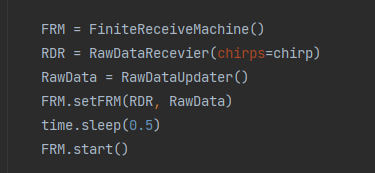 FRM = FiniteReceiveMachine()
RDR = RawDataRecevier(chirps=chirp)
RawData = RawDataUpdater()
FRM.setFRM(RDR, RawData)
time.sleep(0.5)
FRM.start()